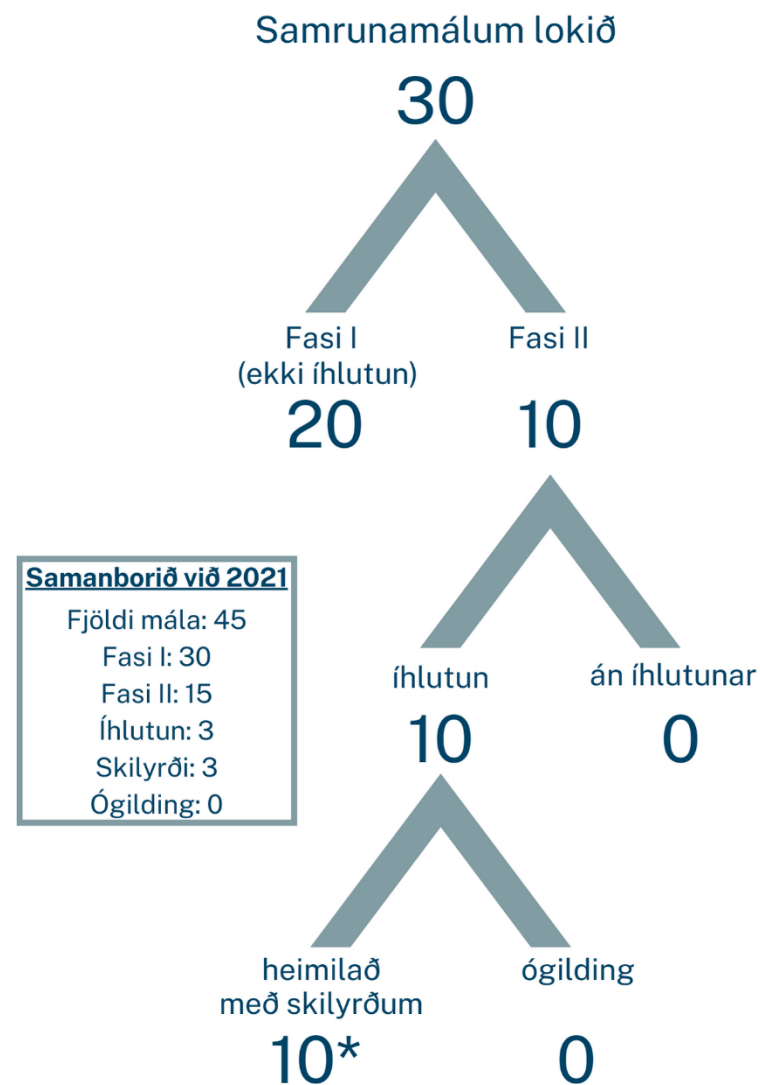 Samrunamálum lokið
30
Fasi I
(ekki íhlutun)
20
Fasi II
10
Samanborið við 2021
Fjöldi mála: 45
Fasi I: 30
Fasi II: 15
Íhlutun: 3
Skilyrði: 3
Ógilding: 0
íhlutun
10
án íhlutunar
0
heimilað
með skilyrðum
10*
ógilding
0